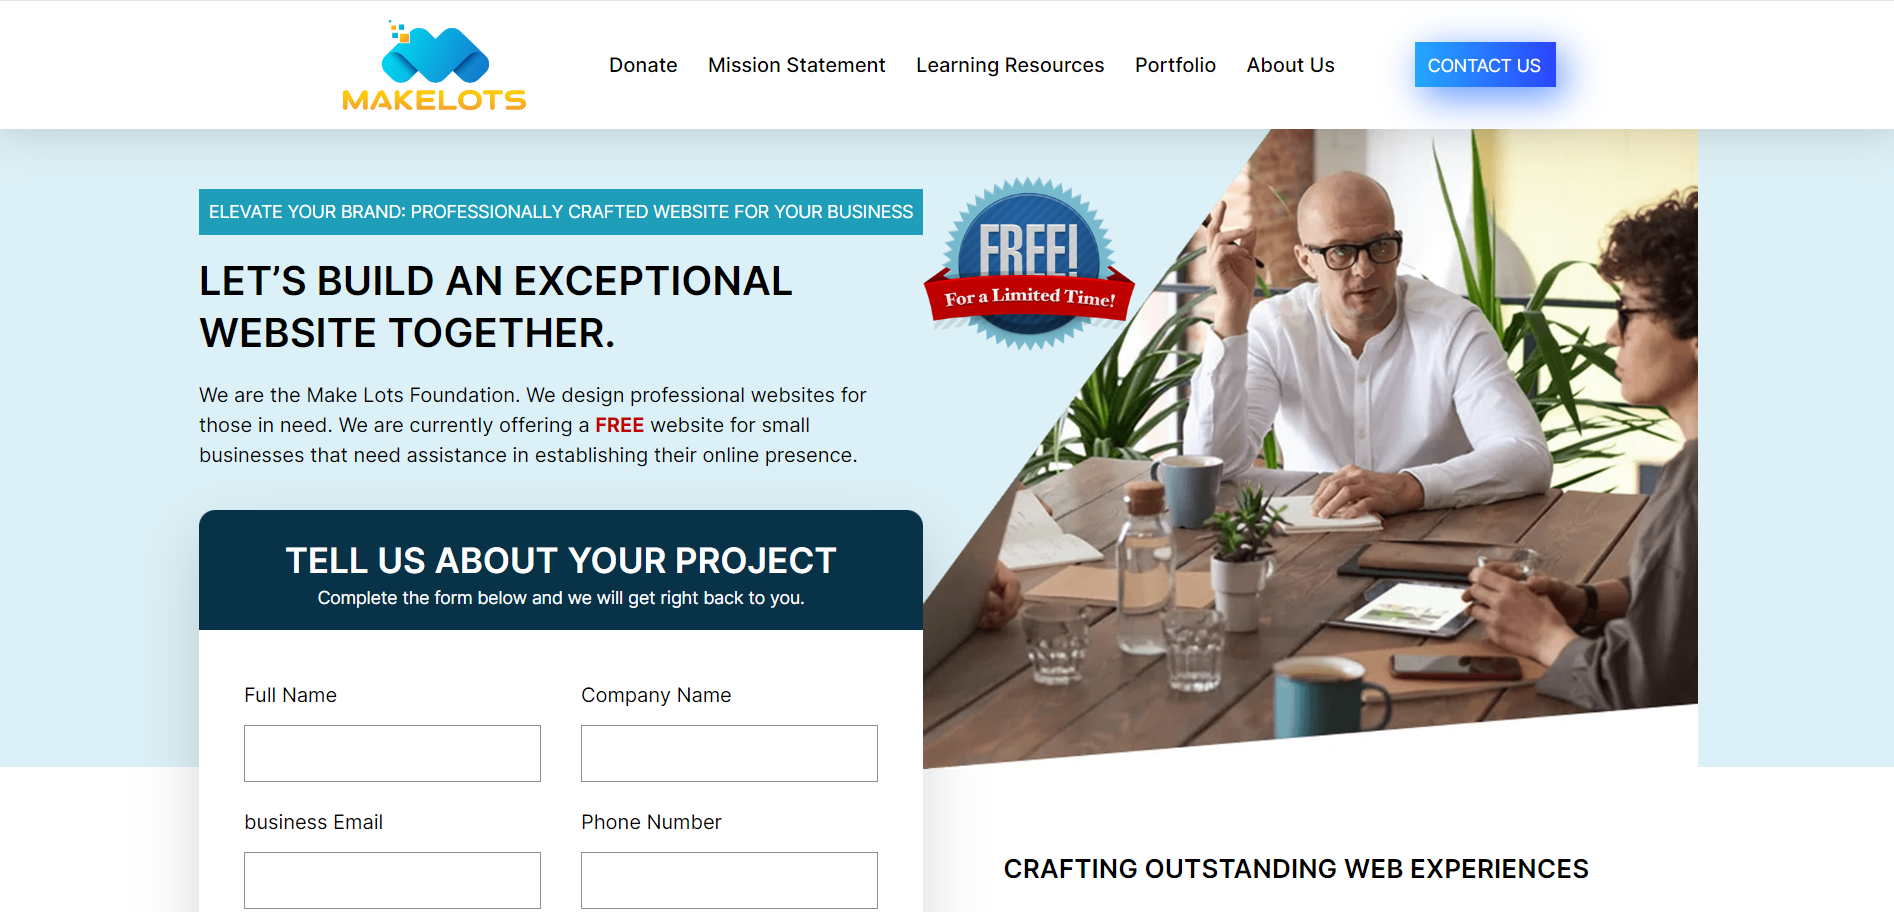 MAKELOTS
Donate
Mission Statement
Learning Resources
Portfolio
About Us
CONTACT US
ELEVATE YOUR BRAND: PROFESSIONALLY CRAFTED WEBSITE FOR YOUR BUSINESS
LET’S BUILD AN EXCEPTIONAL
WEBSITE TOGETHER.
We are the Make Lots Foundation. We design professional websites for
those in need. We are currently offering a FREE website for small
businesses that need assistance in establishing their online presence.
FREE!
For a Limited Time!
TELL US ABOUT YOUR PROJECT
Complete the form below and we will get right back to you.
Full Name
Company Name
business Email
Phone Number
CRAFTING OUTSTANDING WEB EXPERIENCES